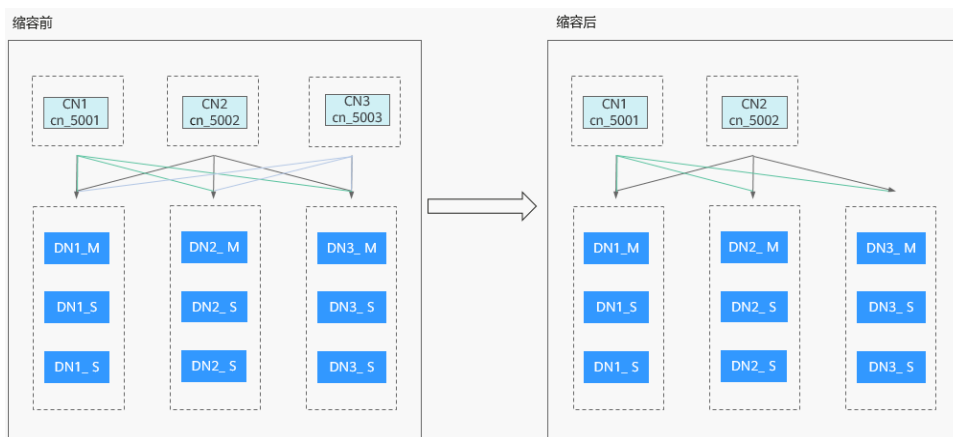 缩容前
缩容后
CN1
cn_5001
CN2
cn_5002
CN3
cn_5003
CN1
cn_5001
CN2
cn_5002
DN1_M
DN2_ M
DN3_ M
DN1_M
DN2_ M
DN3_ M
DN1_S
DN2_ S
DN3_ S
DN1_S
DN2_ S
DN3_ S
DN1_ S
DN2_ S
DN3_ S
DN1_ S
DN2_ S
DN3_ S